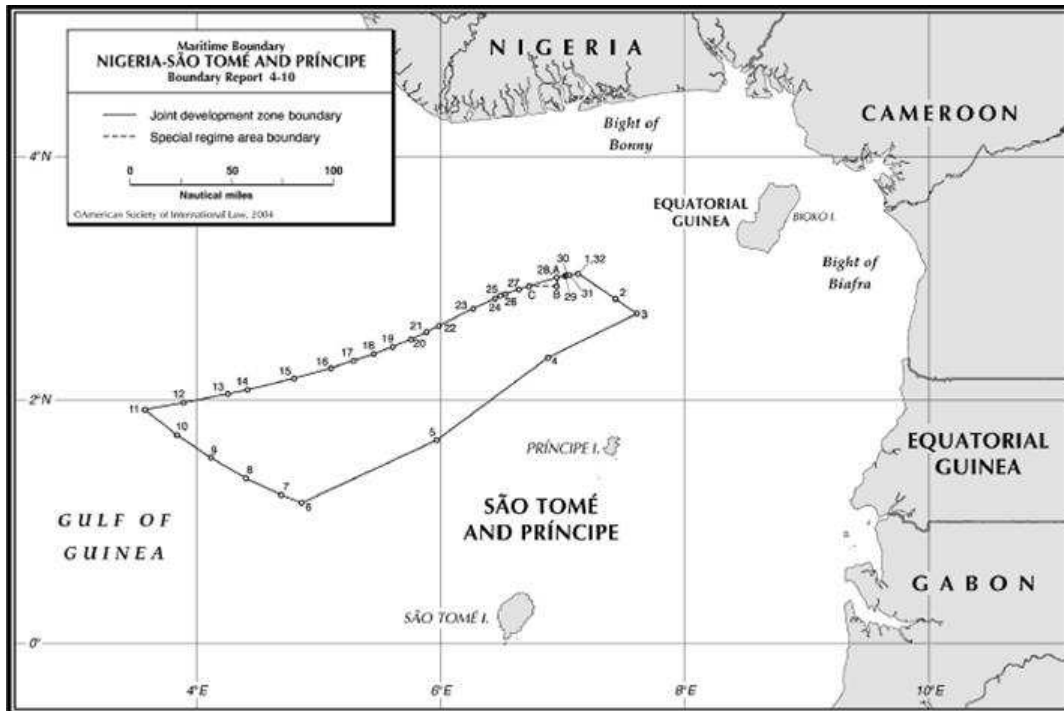 Maritime Boundary
NIGERIA-SÃO TOMÉ AND PRÍNCIPE
Boundary Report 4-10
Joint development zone boundary
Special regime area boundary
0 50 100
Nautical miles
©American Society of International Law, 2004
NIGERIA
CAMEROON
Bight of
Bonny
4°N
EQUATORIAL
GUINEA
BIOKO I.
Bight of
Biafra
30
28,A
1,32
27
25
C
B
31
29
2
24
26
23
3
21
22
19
20
18
17
4
16
15
14
13
12
2°N
11
10
5
PRÍNCIPE I.
EQUATORIAL
GUINEA
9
8
7
6
SÃO TOMÉ
AND PRÍNCIPE
GULF OF
GUINEA
GABON
SÃO TOMÉ I.
0°
4°E
6°E
8°E
10°E